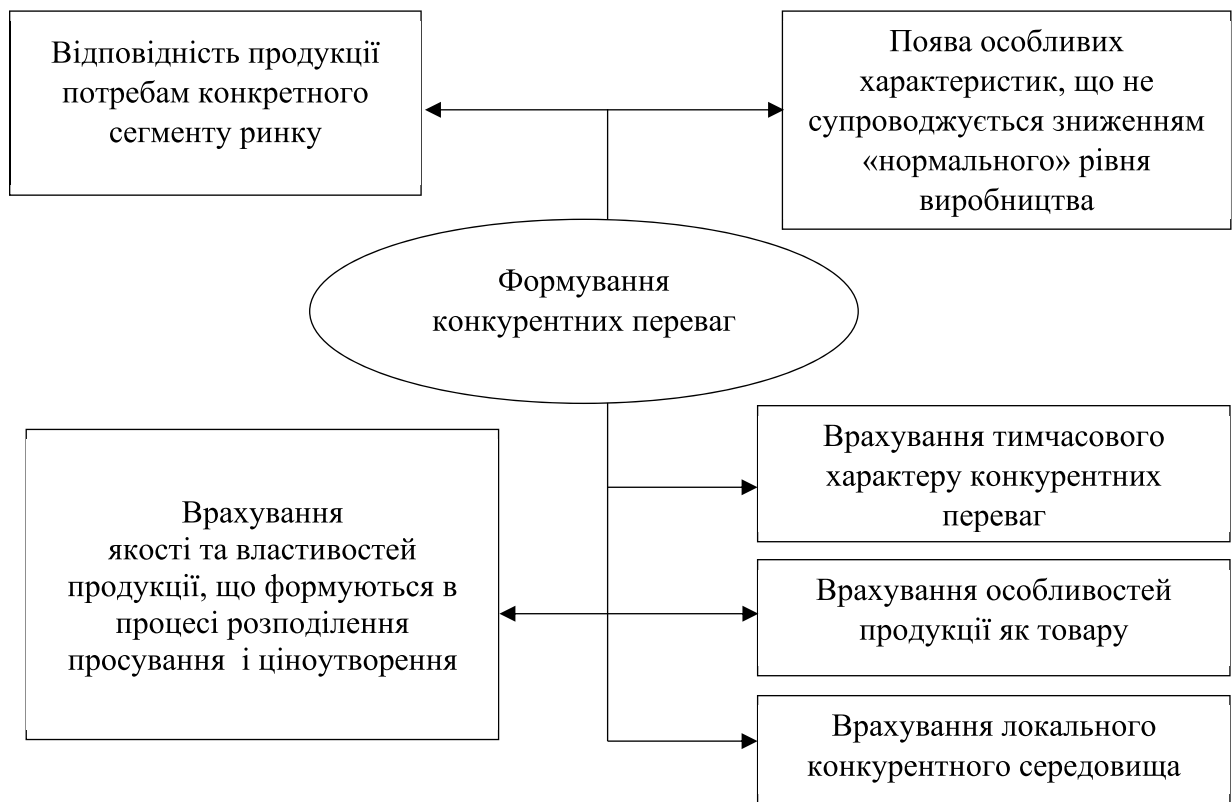 Відповідність продукції
потребам конкретного
сегменту ринку
Поява особливих
характеристик, що не
супроводжується зниженням
«нормального» рівня
виробництва
Формування
конкурентних переваг
Врахування
якості та властивостей
продукції, що формуються в
процесі розподілення
просування і ціноутворення
Врахування тимчасового
характеру конкурентних
переваг
Врахування особливостей
продукції як товару
Врахування локального
конкурентного середовища